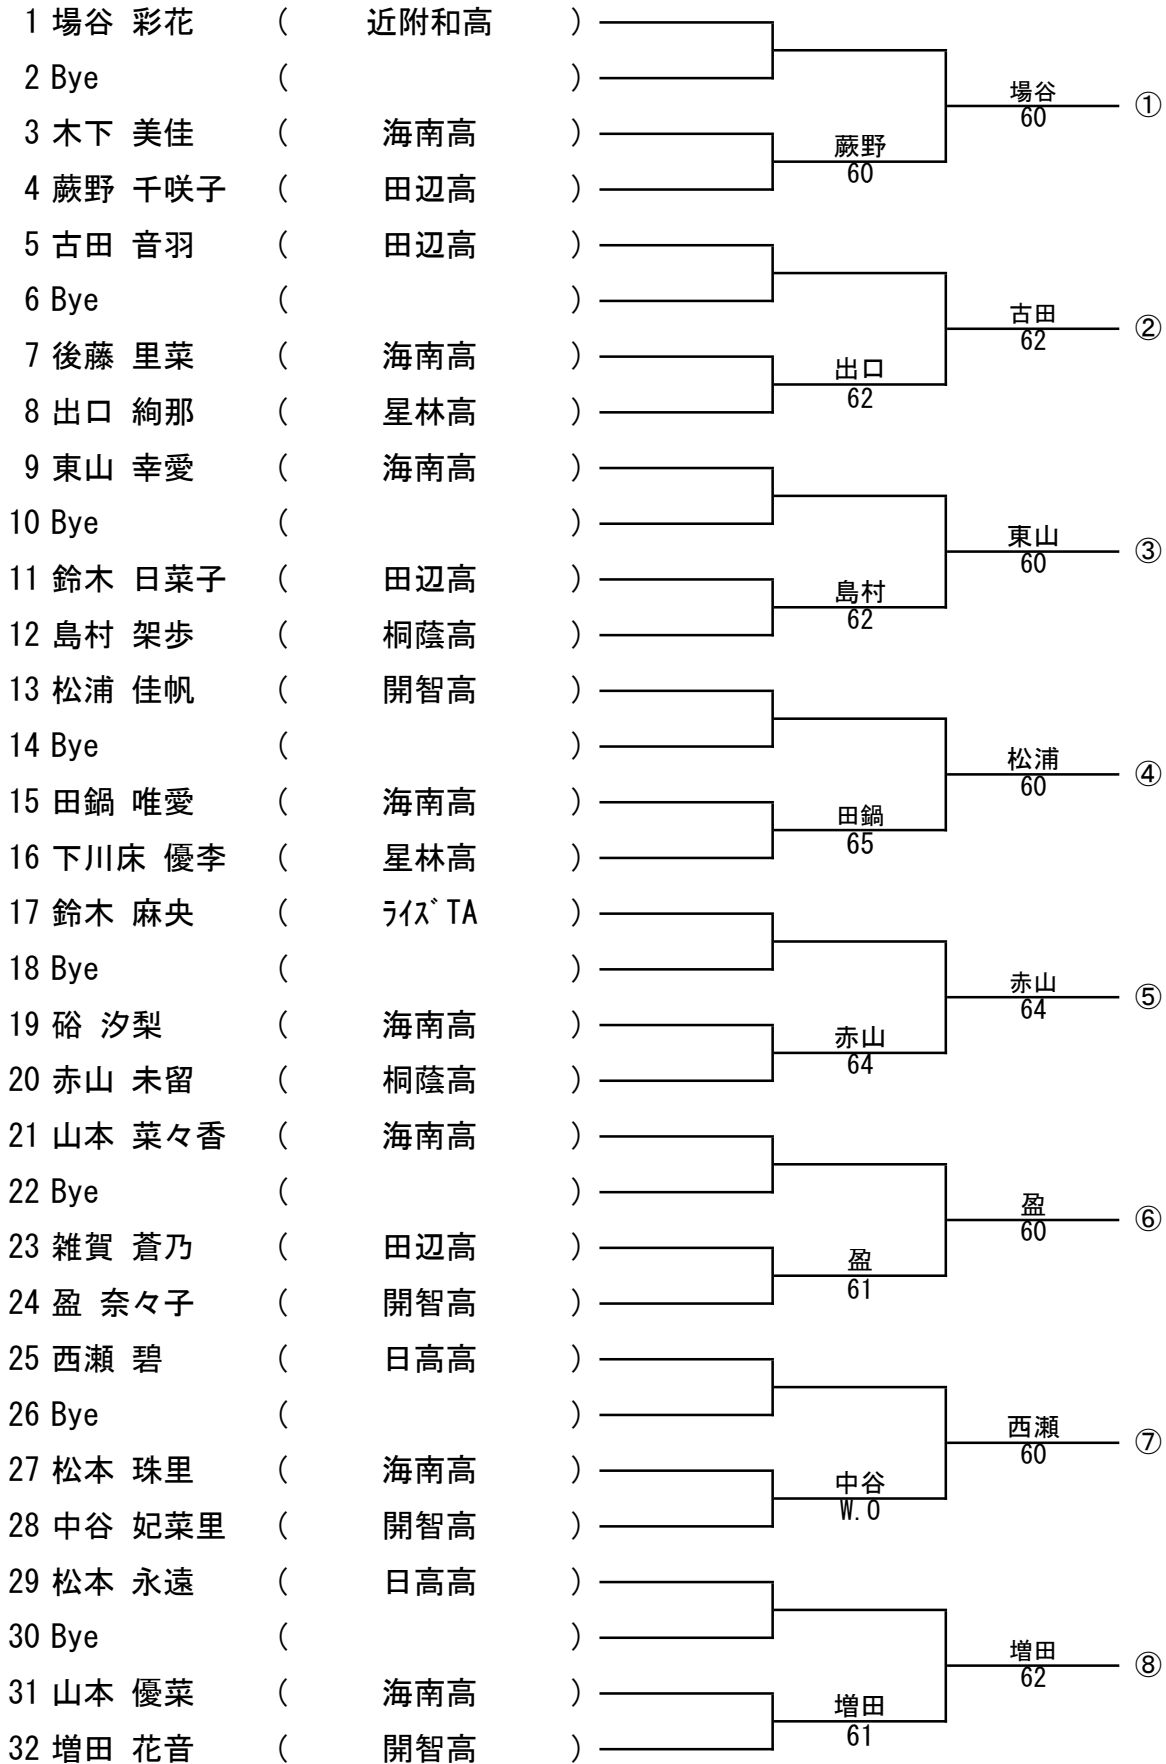 1 場谷 彩花 ( 近附和高 )
2 Bye ( )
場谷
60 ①
3 木下 美佳 ( 海南高 )
蕨野
60
4 蕨野 千咲子 ( 田辺高 )
5 古田 音羽 ( 田辺高 )
6 Bye ( )
古田
62 ②
7 後藤 里菜 ( 海南高 )
出口
62
8 出口 絢那 ( 星林高 )
9 東山 幸愛 ( 海南高 )
10 Bye ( )
東山
60 ③
11 鈴木 日菜子 ( 田辺高 )
島村
62
12 島村 架歩 ( 桐蔭高 )
13 松浦 佳帆 ( 開智高 )
14 Bye ( )
松浦
60 ④
15 田鍋 唯愛 ( 海南高 )
田鍋
65
16 下川床 優李 ( 星林高 )
17 鈴木 麻央 ( ﾗｲｽﾞTA )
18 Bye ( )
赤山
64 ⑤
19 硲 汐梨 ( 海南高 )
赤山
64
20 赤山 未留 ( 桐蔭高 )
21 山本 菜々香 ( 海南高 )
22 Bye ( )
盈
60 ⑥
23 雑賀 蒼乃 ( 田辺高 )
盈
61
24 盈 奈々子 ( 開智高 )
25 西瀬 碧 ( 日高高 )
26 Bye ( )
西瀬
60 ⑦
27 松本 珠里 ( 海南高 )
中谷
W.O
28 中谷 妃菜里 ( 開智高 )
29 松本 永遠 ( 日高高 )
30 Bye ( )
増田
62 ⑧
31 山本 優菜 ( 海南高 )
増田
61
32 増田 花音 ( 開智高 )